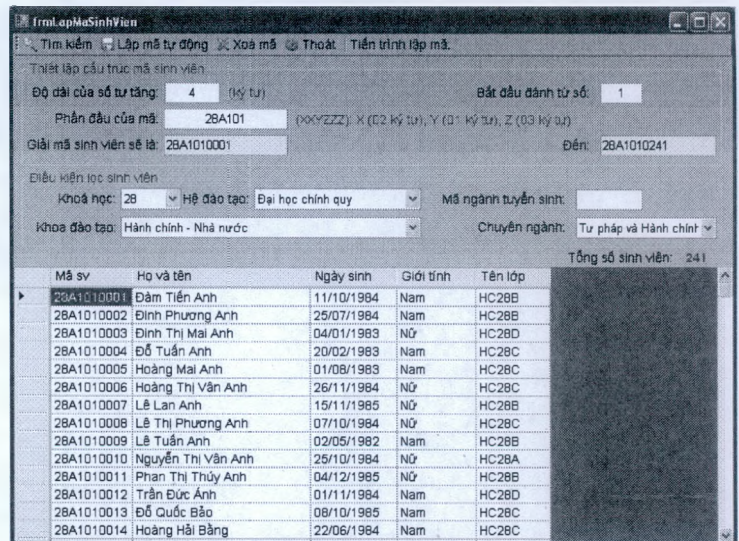 frmLapMaSinhVien
Tìm kiếm Lập mã tự động Xoá mã Thoát Tiến trình lập mã.
Thiết lập cấu trúc mã sinh viên
Độ dài của số tự tăng: 4 (ký tự) Bắt đầu đánh từ số: 1
Phần đầu của mã: 28A101 (XXYZZZ): X (02 ký tự), Y (01 ký tự), Z (03 ký tự)
Giải mã sinh viên sẽ là: 28A1010001 Đến: 28A1010241
Điều kiện lọc sinh viên
Khoá học: 28 Hệ đào tạo: Đại học chính quy Mã ngành tuyển sinh:
Khoa đào tạo: Hành chính - Nhà nước Chuyên ngành: Tư pháp và Hành chính
Tổng số sinh viên: 241
Mã sv Họ và tên Ngày sinh Giới tính Tên lớp
28A1010001 Đàm Tiến Anh 11/10/1984 Nam HC28B
28A1010002 Đinh Phương Anh 25/07/1984 Nam HC28B
28A1010003 Đinh Thị Mai Anh 04/01/1983 Nữ HC28D
28A1010004 Đỗ Tuấn Anh 20/02/1983 Nam HC28C
28A1010005 Hoàng Mai Anh 01/08/1983 Nam HC28C
28A1010006 Hoàng Thị Vân Anh 26/11/1984 Nữ HC28C
28A1010007 Lê Lan Anh 15/11/1985 Nữ HC28B
28A1010008 Lê Thị Phương Anh 07/10/1984 Nữ HC28C
28A1010009 Lê Tuấn Anh 02/05/1982 Nam HC28B
28A1010010 Nguyễn Thị Vân Anh 25/10/1984 Nữ HC28A
28A1010011 Phan Thị Thúy Anh 04/12/1985 Nữ HC28B
28A1010012 Trần Đức Ánh 01/11/1984 Nam HC28D
28A1010013 Đỗ Quốc Bảo 08/10/1985 Nam HC28C
28A1010014 Hoàng Hải Bằng 22/06/1984 Nam HC28C